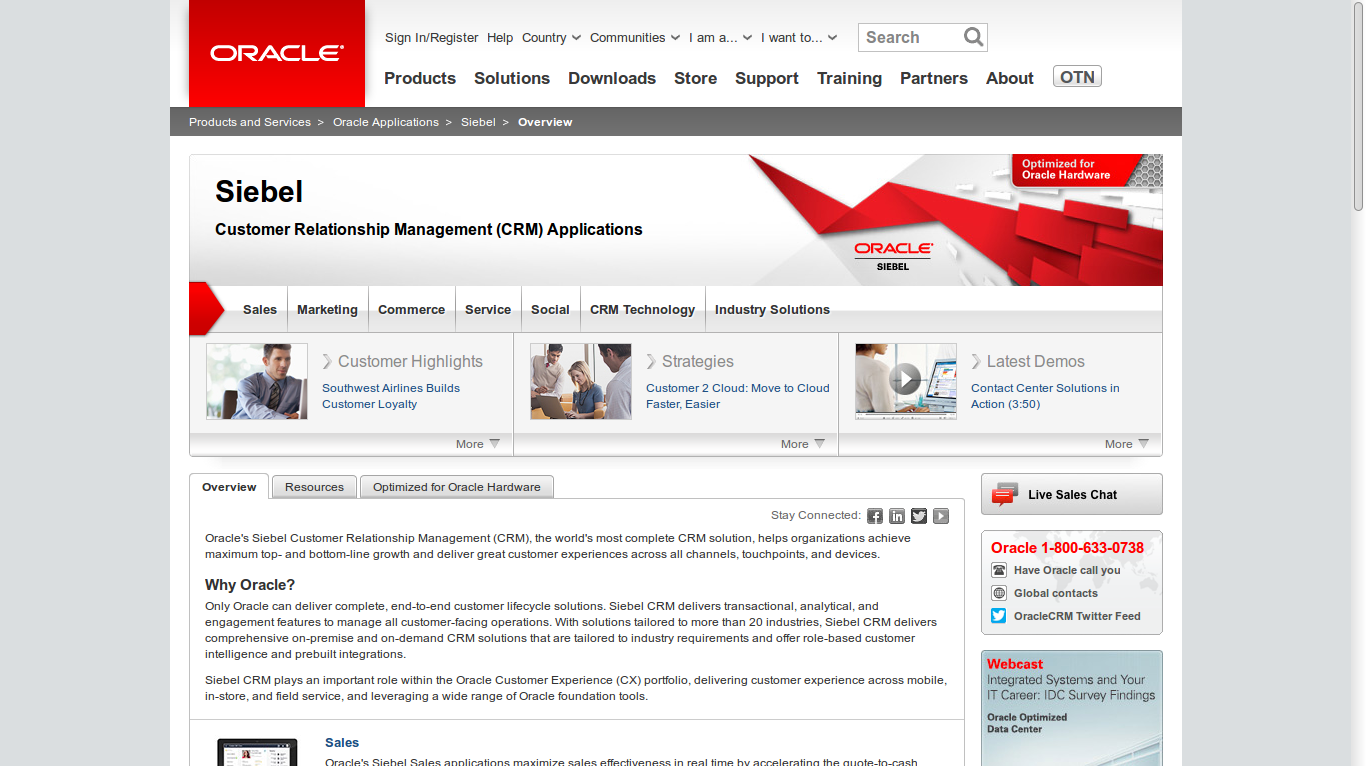 ORACLE
Sign In/Register Help Country Communities I am a... I want to... Search
Products Solutions Downloads Store Support Training Partners About OTN
Products and Services > Oracle Applications > Siebel > Overview
Optimized for
Oracle Hardware
Siebel
Customer Relationship Management (CRM) Applications
ORACLE
SIEBEL
Sales Marketing Commerce Service Social CRM Technology Industry Solutions
Customer Highlights
Southwest Airlines Builds
Customer Loyalty
More
Strategies
Customer 2 Cloud: Move to Cloud
Faster, Easier
More
Latest Demos
Contact Center Solutions in
Action (3:50)
More
Overview Resources Optimized for Oracle Hardware
Stay Connected:
Oracle's Siebel Customer Relationship Management (CRM), the world's most complete CRM solution, helps organizations achieve
maximum top- and bottom-line growth and deliver great customer experiences across all channels, touchpoints, and devices.
Why Oracle?
Only Oracle can deliver complete, end-to-end customer lifecycle solutions. Siebel CRM delivers transactional, analytical, and
engagement features to manage all customer-facing operations. With solutions tailored to more than 20 industries, Siebel CRM delivers
comprehensive on-premise and on-demand CRM solutions that are tailored to industry requirements and offer role-based customer
intelligence and prebuilt integrations.
Siebel CRM plays an important role within the Oracle Customer Experience (CX) portfolio, delivering customer experience across mobile,
in-store, and field service, and leveraging a wide range of Oracle foundation tools.
Sales
Oracle's Siebel Sales applications maximize sales effectiveness in real time by accelerating the quote-to-cash
Live Sales Chat
Oracle 1-800-633-0738
Have Oracle call you
Global contacts
OracleCRM Twitter Feed
Webcast
Integrated Systems and Your
IT Career: IDC Survey Findings
Oracle Optimized
Data Center